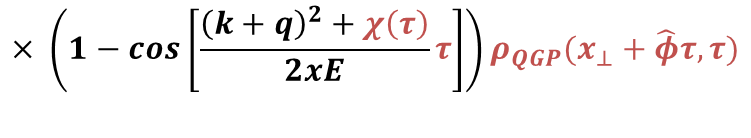 × (1 − cos[((k + q)² + χ(τ))/(2xE) τ]) ρ_QGP(x_⊥ + ϕ̂τ, τ)